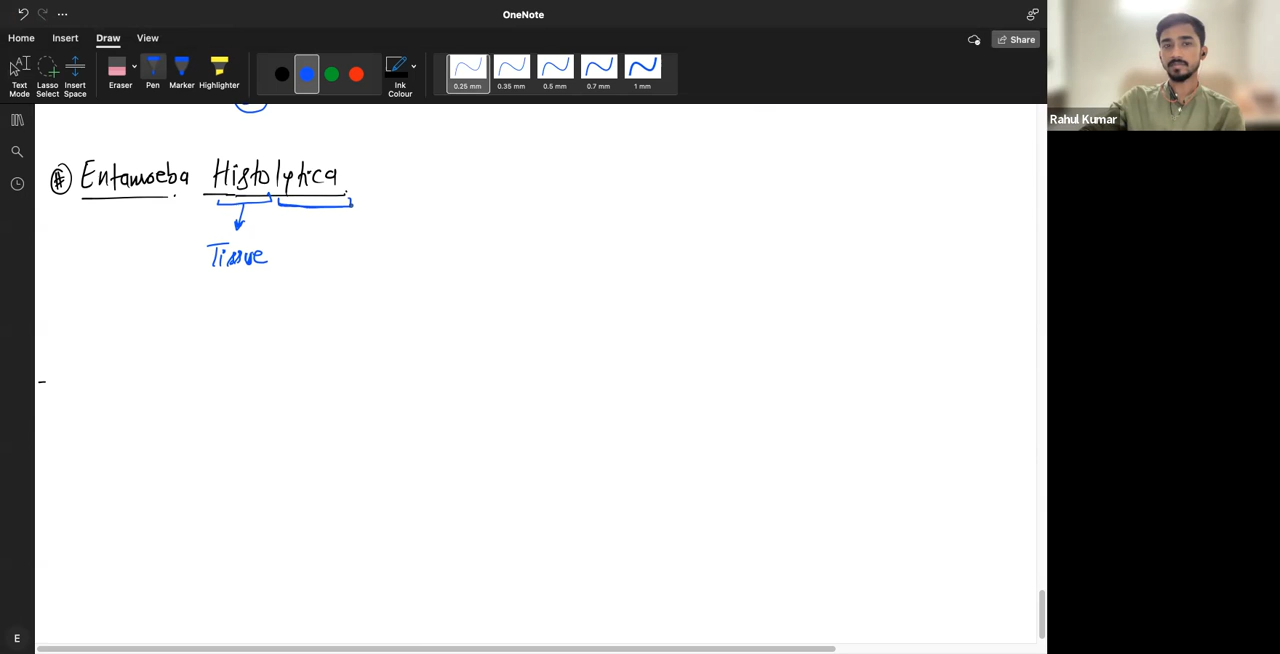 OneNote
Home Insert Draw View
Share
Text Mode Lasso Select Insert Space Eraser Pen Marker Highlighter Ink Colour 0.25 mm 0.35 mm 0.5 mm 0.7 mm 1 mm
Rahul Kumar
# Entamoeba Histolytica
Tissue
E